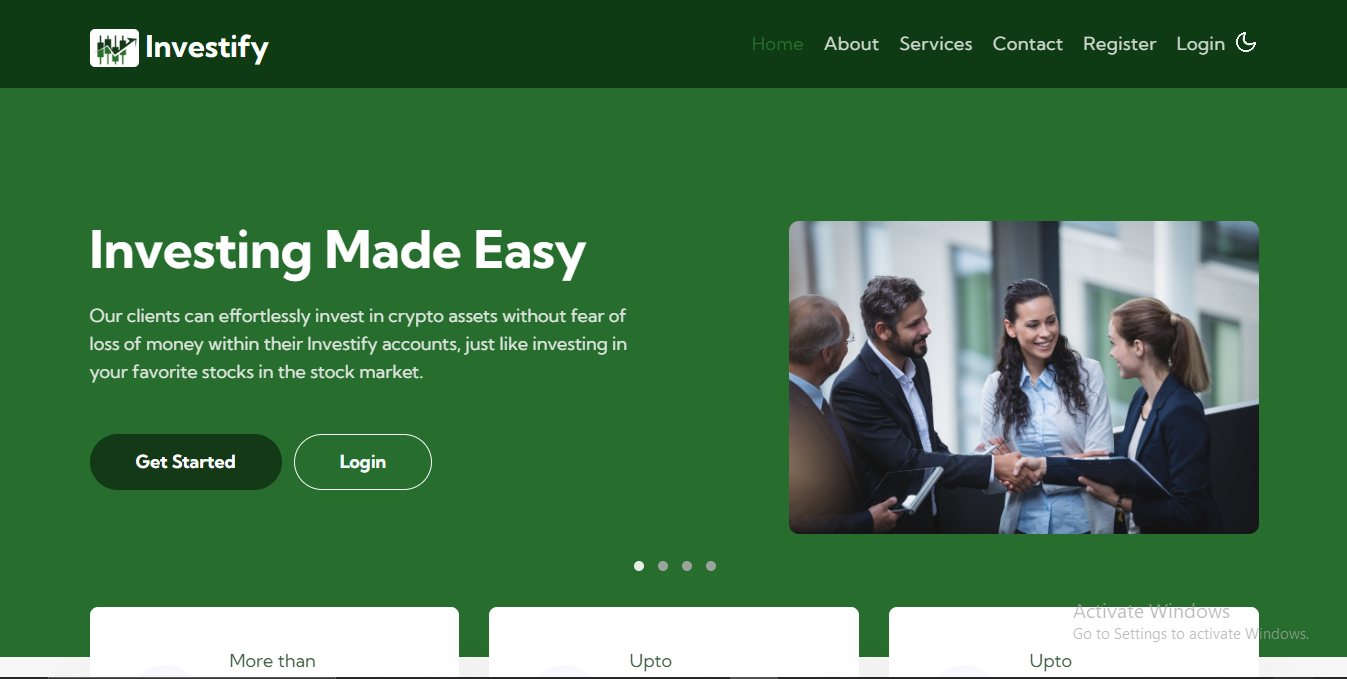 Investify
Home About Services Contact Register Login
Investing Made Easy
Our clients can effortlessly invest in crypto assets without fear of
loss of money within their Investify accounts, just like investing in
your favorite stocks in the stock market.
Get Started Login
Activate Windows
Go to Settings to activate Windows.
More than Upto Upto